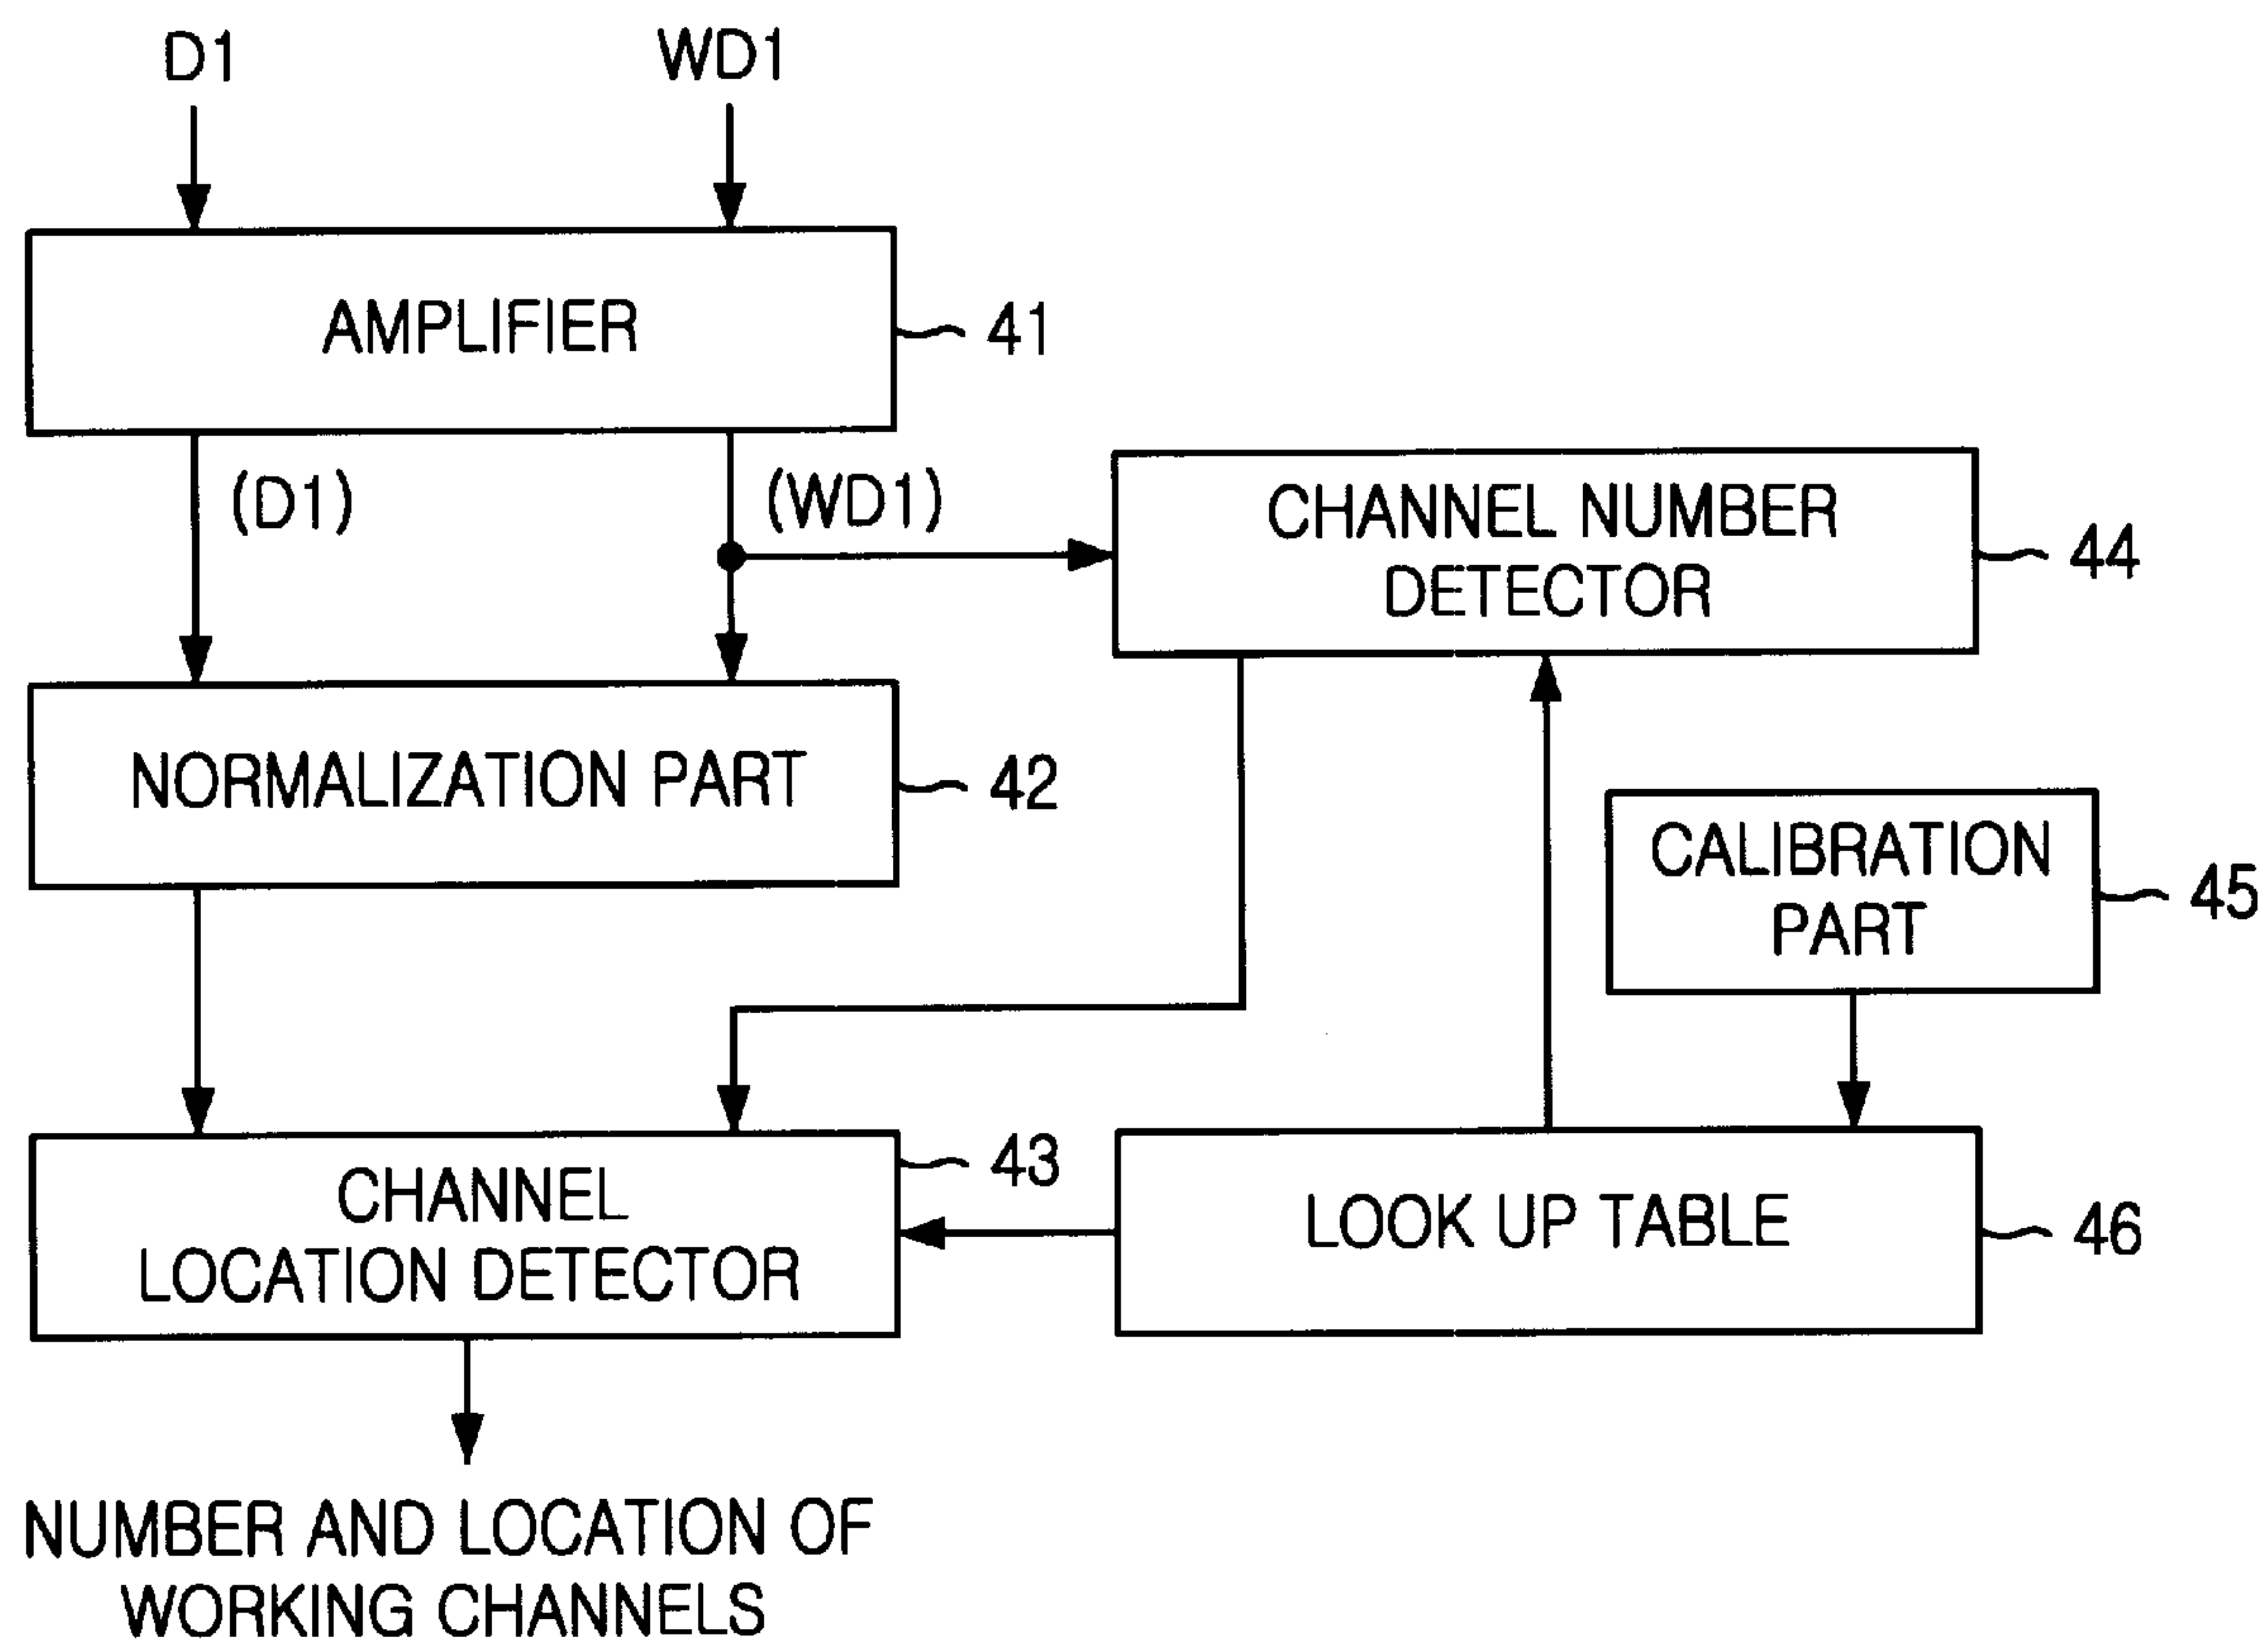 D1
WD1
AMPLIFIER
41
(D1)
(WD1)
CHANNEL NUMBER
DETECTOR
44
NORMALIZATION PART
42
CALIBRATION
PART
45
CHANNEL
LOCATION DETECTOR
43
LOOK UP TABLE
46
NUMBER AND LOCATION OF
WORKING CHANNELS